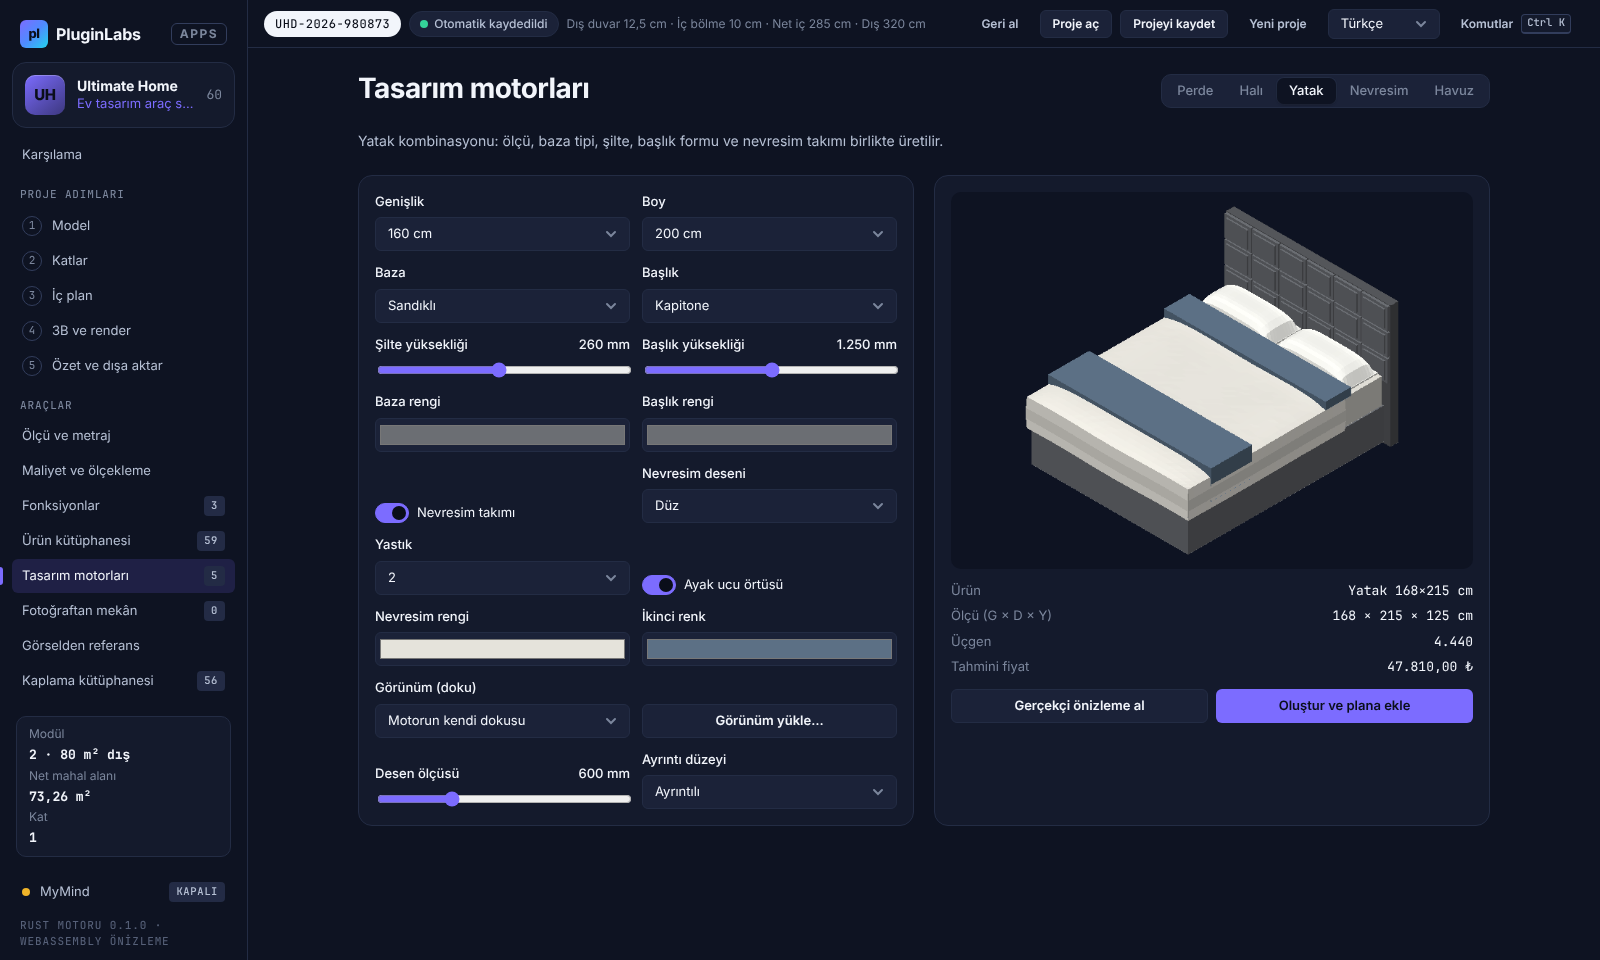 pl PluginLabs APPS
UH Ultimate Home 60
Ev tasarım araç s...
Karşılama
PROJE ADIMLARI
1 Model
2 Katlar
3 İç plan
4 3B ve render
5 Özet ve dışa aktar
ARAÇLAR
Ölçü ve metraj
Maliyet ve ölçekleme
Fonksiyonlar 3
Ürün kütüphanesi 59
Tasarım motorları 5
Fotoğraftan mekân 0
Görselden referans
Kaplama kütüphanesi 56
Modül
2 · 80 m² dış
Net mahal alanı
73,26 m²
Kat
1
MyMind KAPALI
RUST MOTORU 0.1.0 ·
WEBASSEMBLY ÖNİZLEME
UHD-2026-980873 Otomatik kaydedildi Dış duvar 12,5 cm · İç bölme 10 cm · Net iç 285 cm · Dış 320 cm Geri al Proje aç Projeyi kaydet Yeni proje Türkçe Komutlar Ctrl K
Tasarım motorları
Perde Halı Yatak Nevresim Havuz
Yatak kombinasyonu: ölçü, baza tipi, şilte, başlık formu ve nevresim takımı birlikte üretilir.
Genişlik Boy
160 cm 200 cm
Baza Başlık
Sandıklı Kapitone
Şilte yüksekliği 260 mm Başlık yüksekliği 1.250 mm
Baza rengi Başlık rengi
Nevresim deseni
Düz
Nevresim takımı
Yastık
2
Ayak ucu örtüsü
Nevresim rengi İkinci renk
Görünüm (doku)
Motorun kendi dokusu Görünüm yükle...
Ayrıntı düzeyi
Desen ölçüsü 600 mm
Ayrıntılı
Ürün Yatak 168×215 cm
Ölçü (G × D × Y) 168 × 215 × 125 cm
Üçgen 4.440
Tahmini fiyat 47.810,00 ₺
Gerçekçi önizleme al Oluştur ve plana ekle